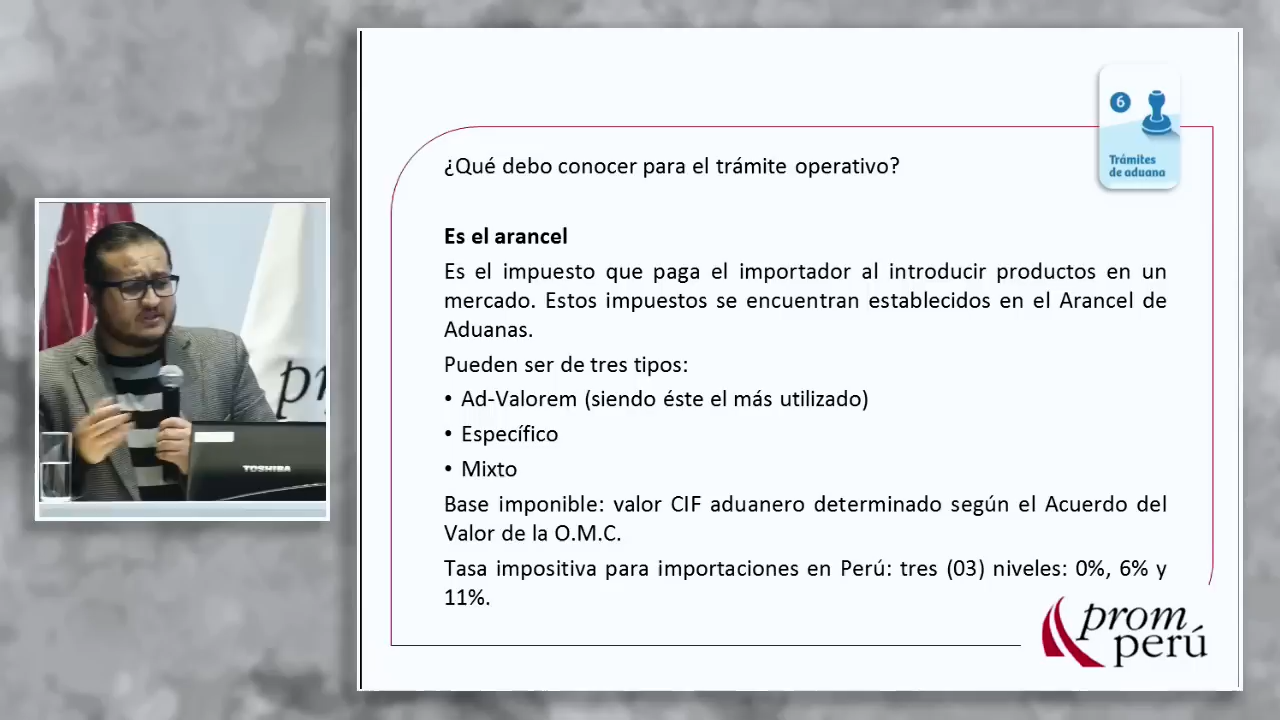 6
Trámites
de aduana
¿Qué debo conocer para el trámite operativo?
Es el arancel
Es el impuesto que paga el importador al introducir productos en un
mercado. Estos impuestos se encuentran establecidos en el Arancel de
Aduanas.
Pueden ser de tres tipos:
• Ad-Valorem (siendo éste el más utilizado)
• Específico
• Mixto
Base imponible: valor CIF aduanero determinado según el Acuerdo del
Valor de la O.M.C.
Tasa impositiva para importaciones en Perú: tres (03) niveles: 0%, 6% y
11%.
prom
perú
TOSHIBA